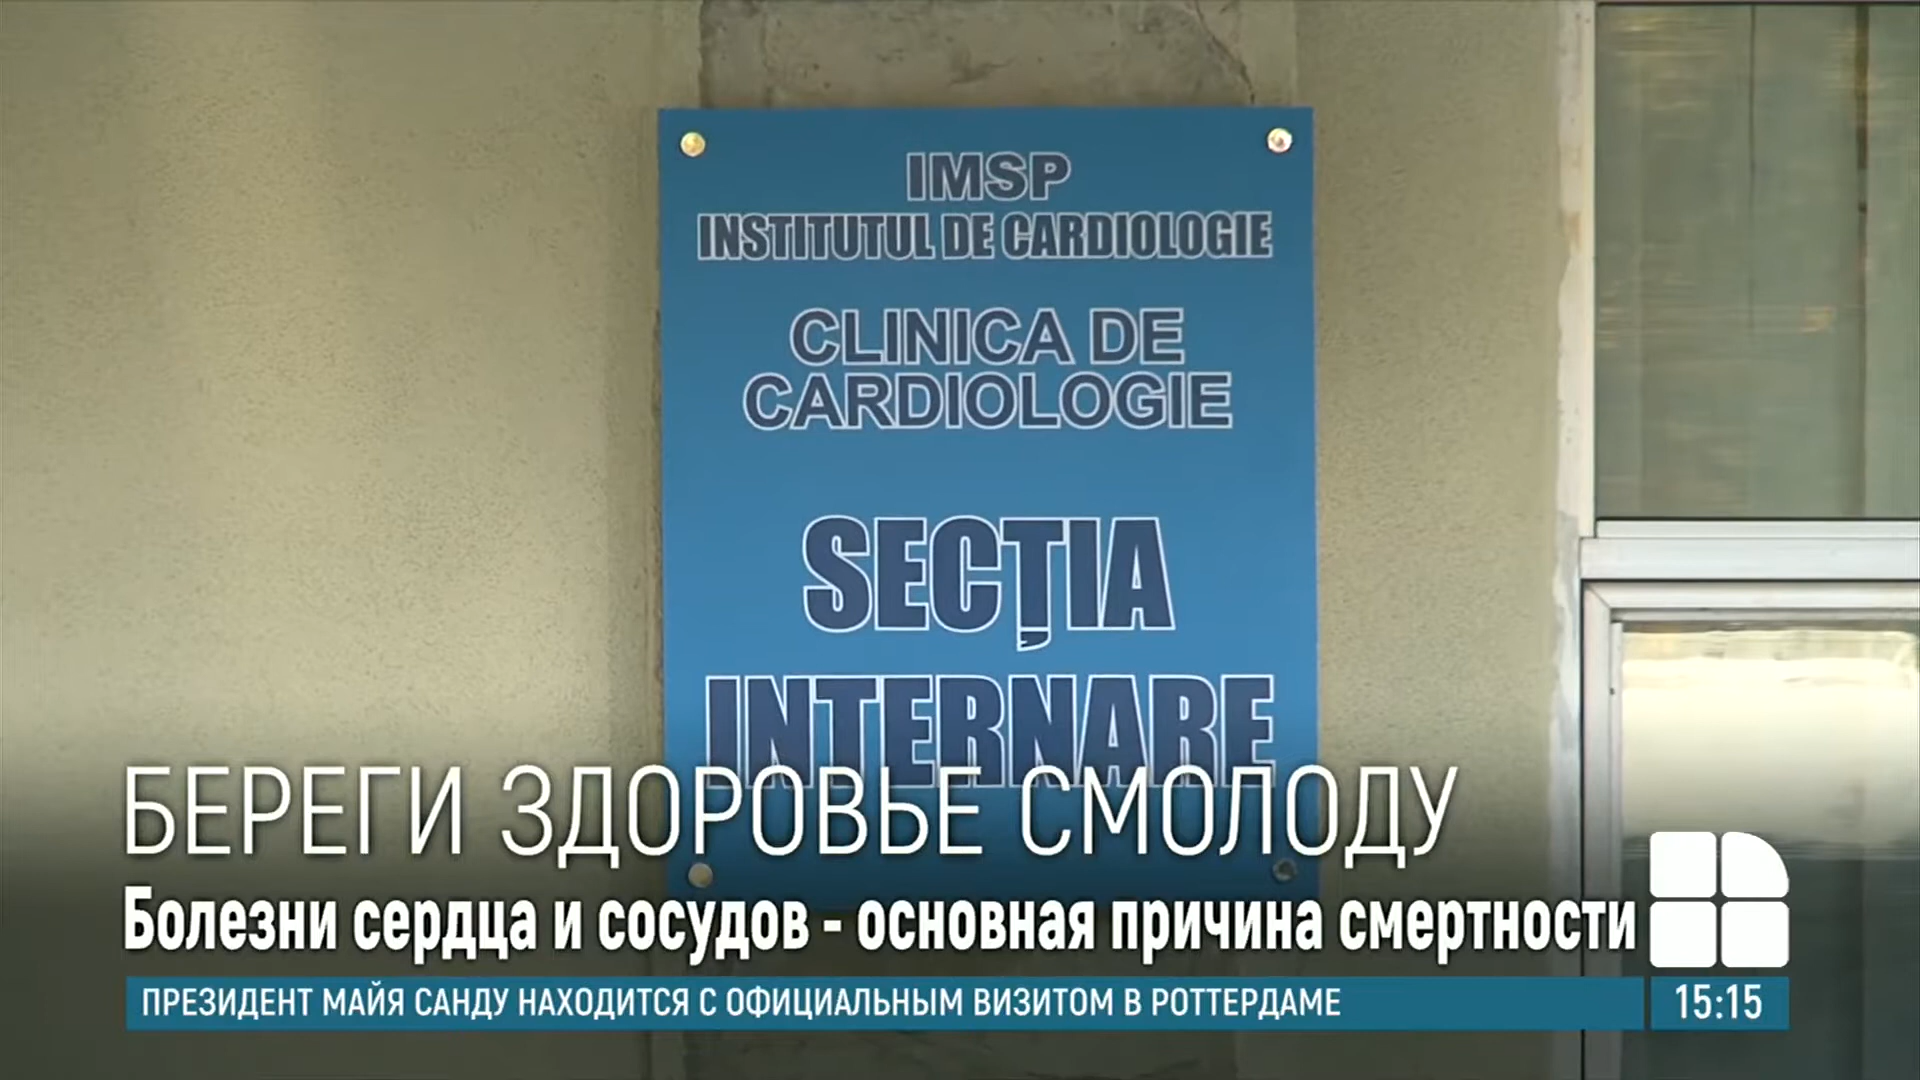 IMSP
INSTITUTUL DE CARDIOLOGIE
CLINICA DE
CARDIOLOGIE
SECȚIA
INTERNARE
БЕРЕГИ ЗДОРОВЬЕ СМОЛОДУ
Болезни сердца и сосудов - основная причина смертности
ПРЕЗИДЕНТ МАЙЯ САНДУ НАХОДИТСЯ С ОФИЦИАЛЬНЫМ ВИЗИТОМ В РОТТЕРДАМЕ
15:15